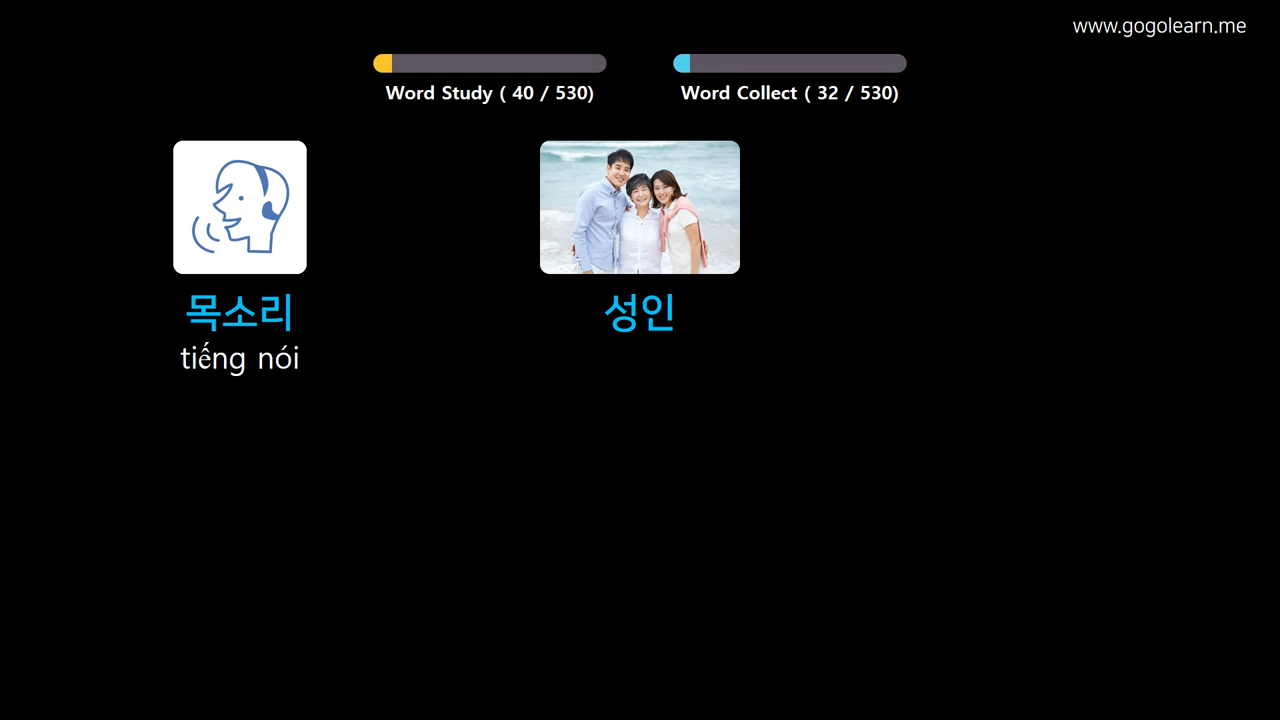 www.gogolearn.me
Word Study ( 40 / 530)
Word Collect ( 32 / 530)
목소리
tiếng nói
성인